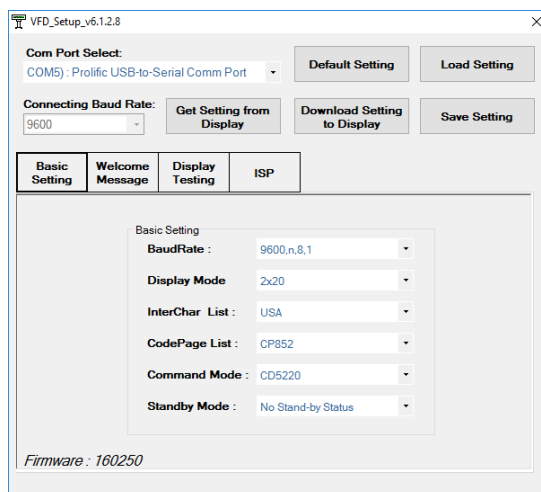 VFD_Setup_v6.1.2.8
Com Port Select:
COM5) : Prolific USB-to-Serial Comm Port
Default Setting
Load Setting
Connecting Baud Rate:
9600
Get Setting from
Display
Download Setting
to Display
Save Setting
Basic
Setting
Welcome
Message
Display
Testing
ISP
Basic Setting
BaudRate :
9600,n,8,1
Display Mode
2x20
InterChar List :
USA
CodePage List :
CP852
Command Mode :
CD5220
Standby Mode :
No Stand-by Status
Firmware : 160250